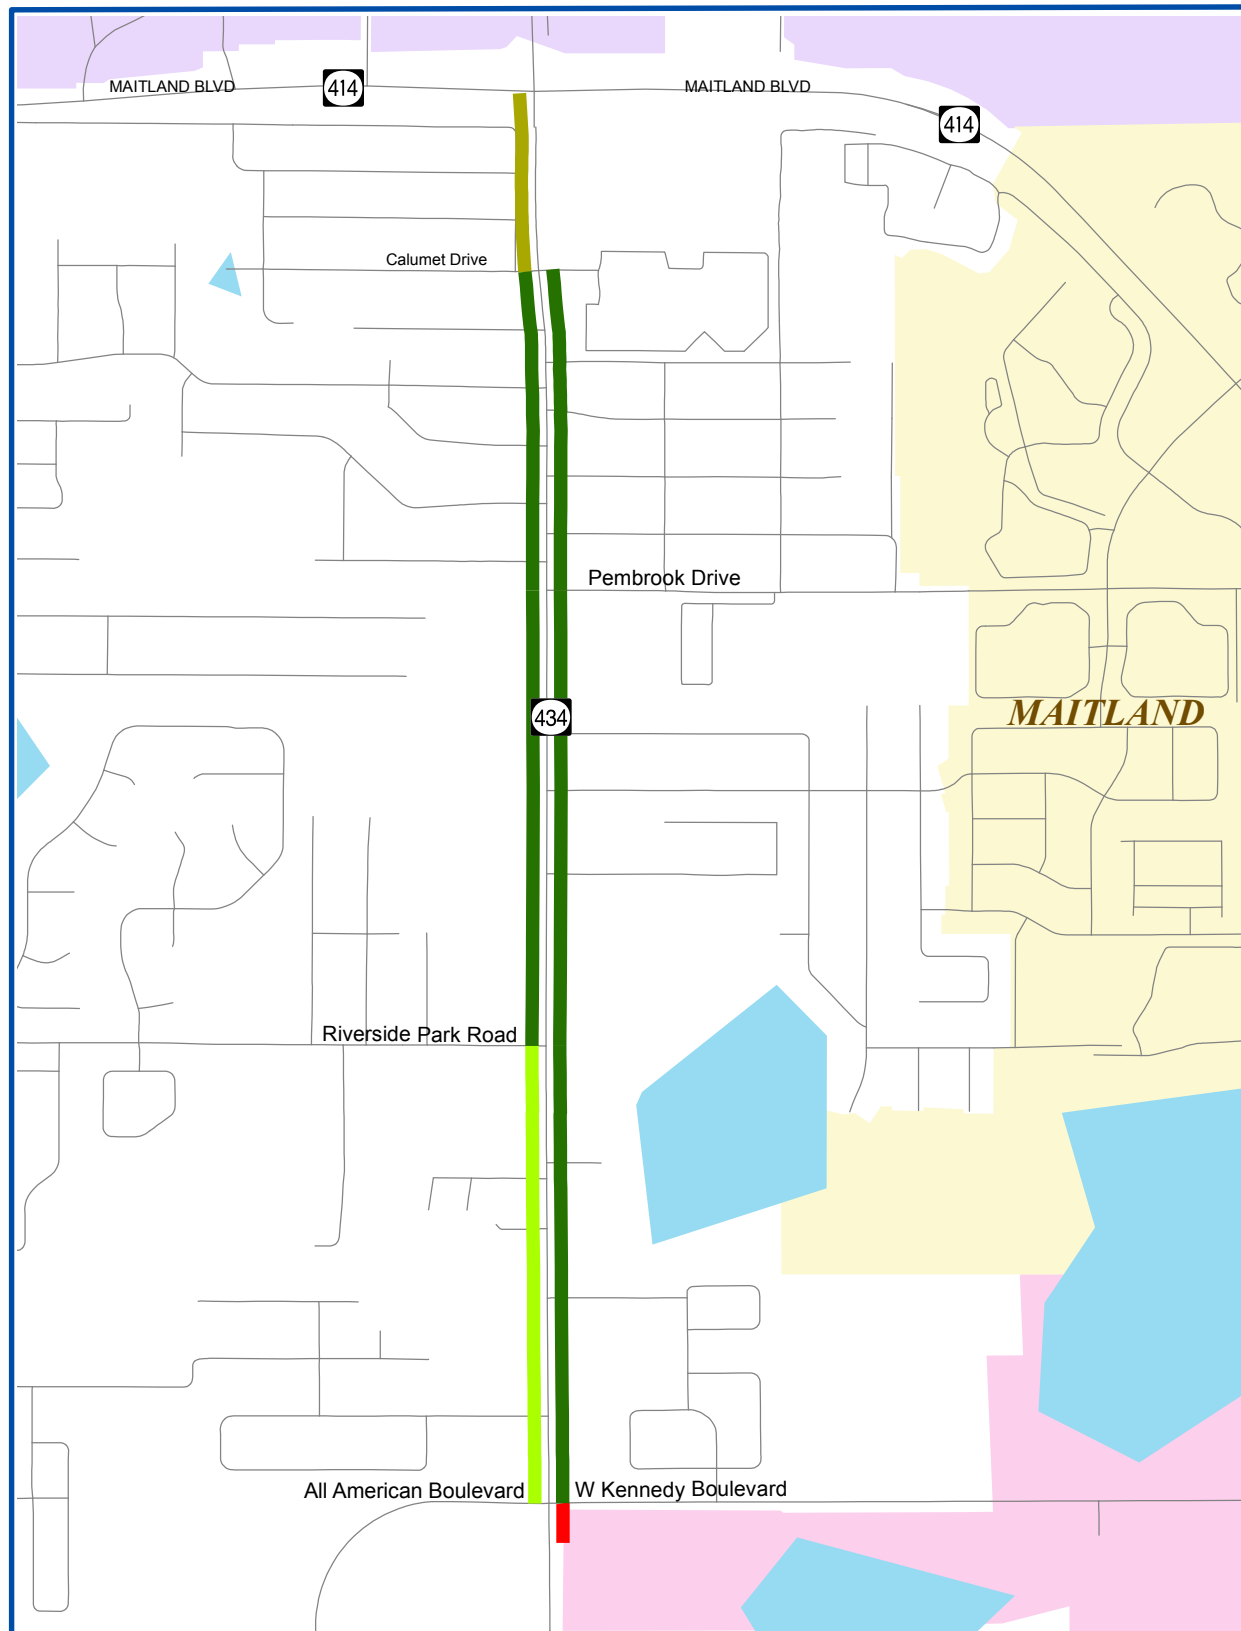 MAITLAND BLVD
414
MAITLAND BLVD
414
Calumet Drive
Pembrook Drive
434
MAITLAND
Riverside Park Road
All American Boulevard
W Kennedy Boulevard